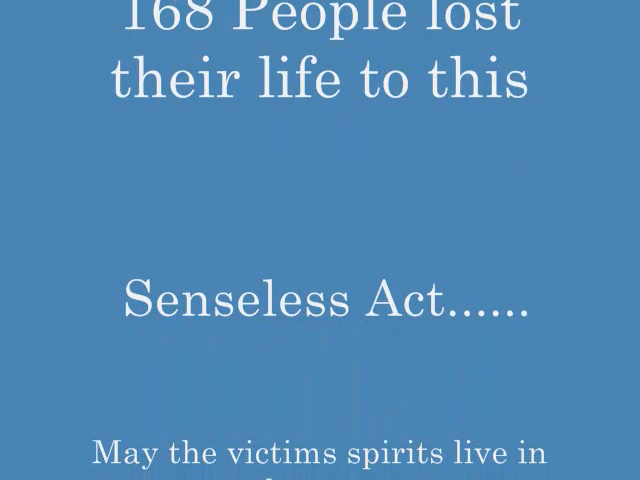 168 People lost
their life to this
Senseless Act......
May the victims spirits live in